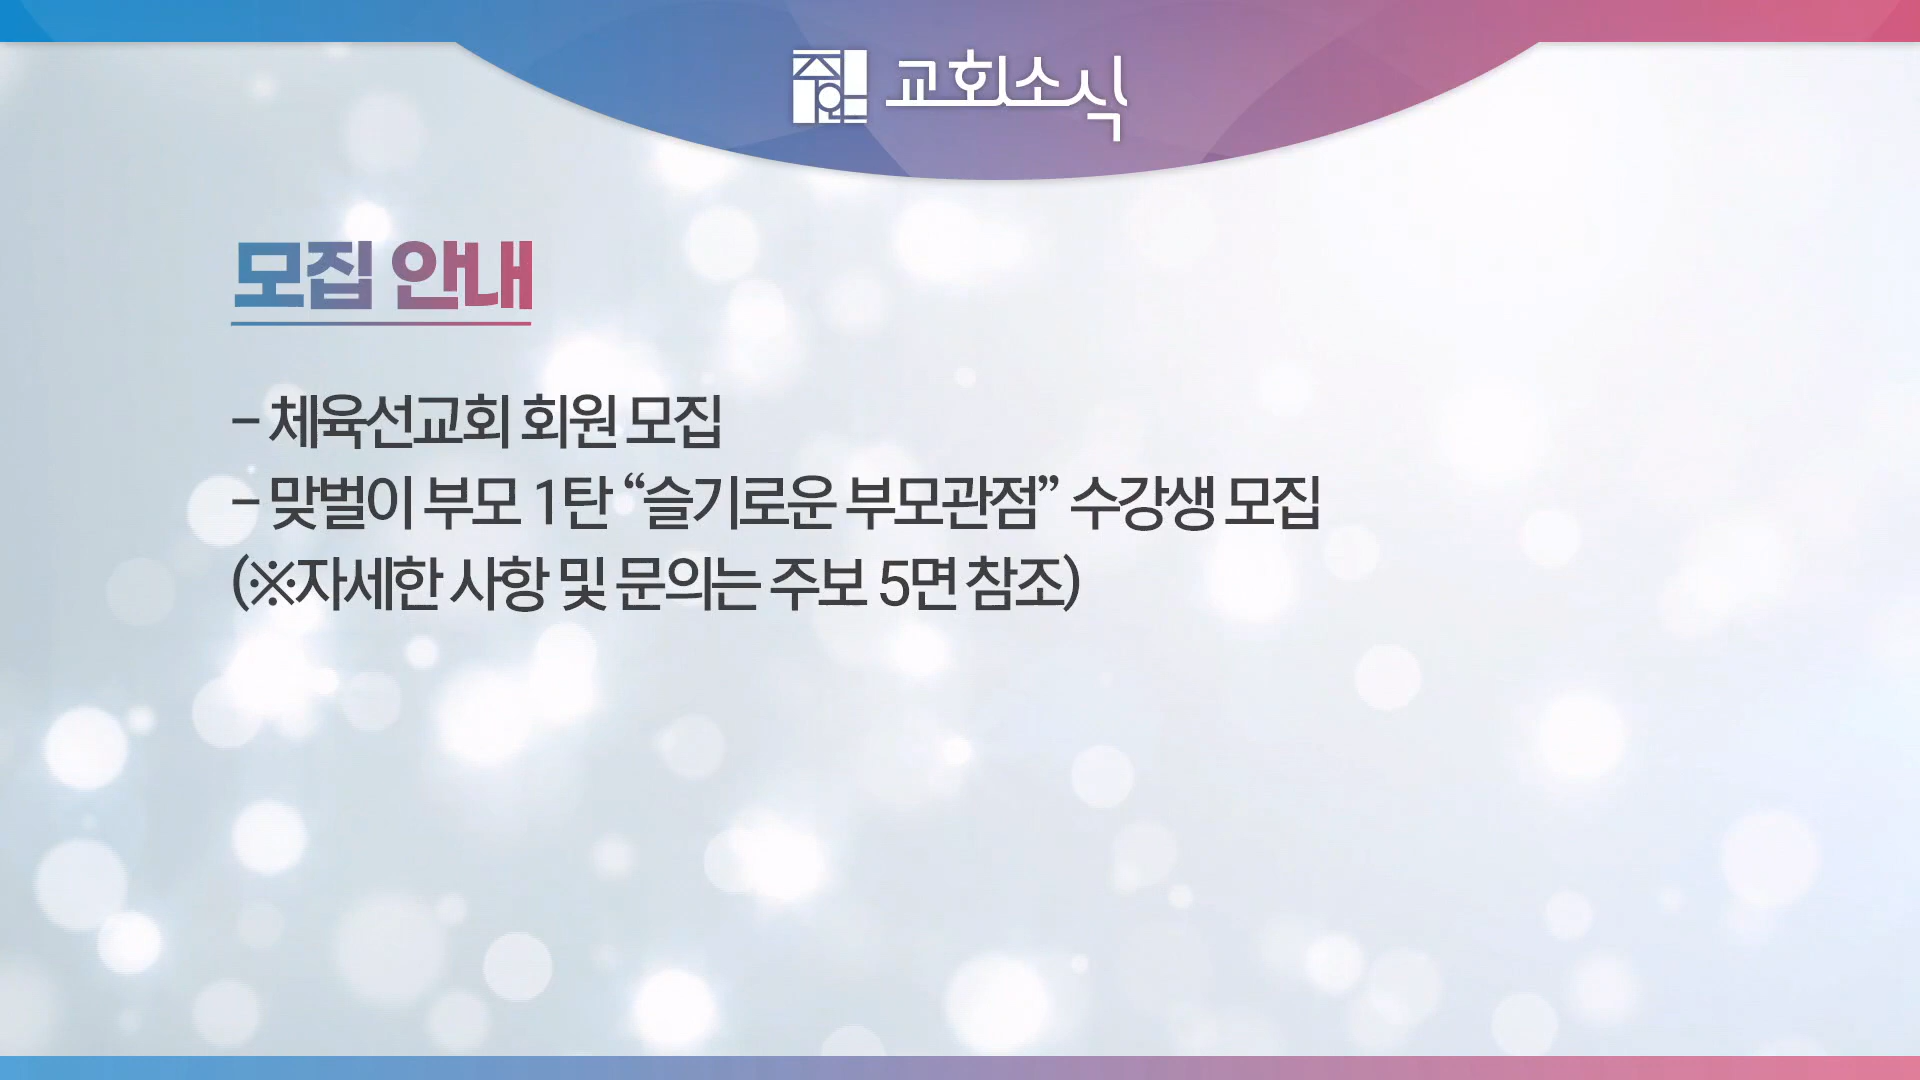 교회소식
모집 안내
- 체육선교회 회원 모집
- 맞벌이 부모 1탄 “슬기로운 부모관점” 수강생 모집
(※자세한 사항 및 문의는 주보 5면 참조)